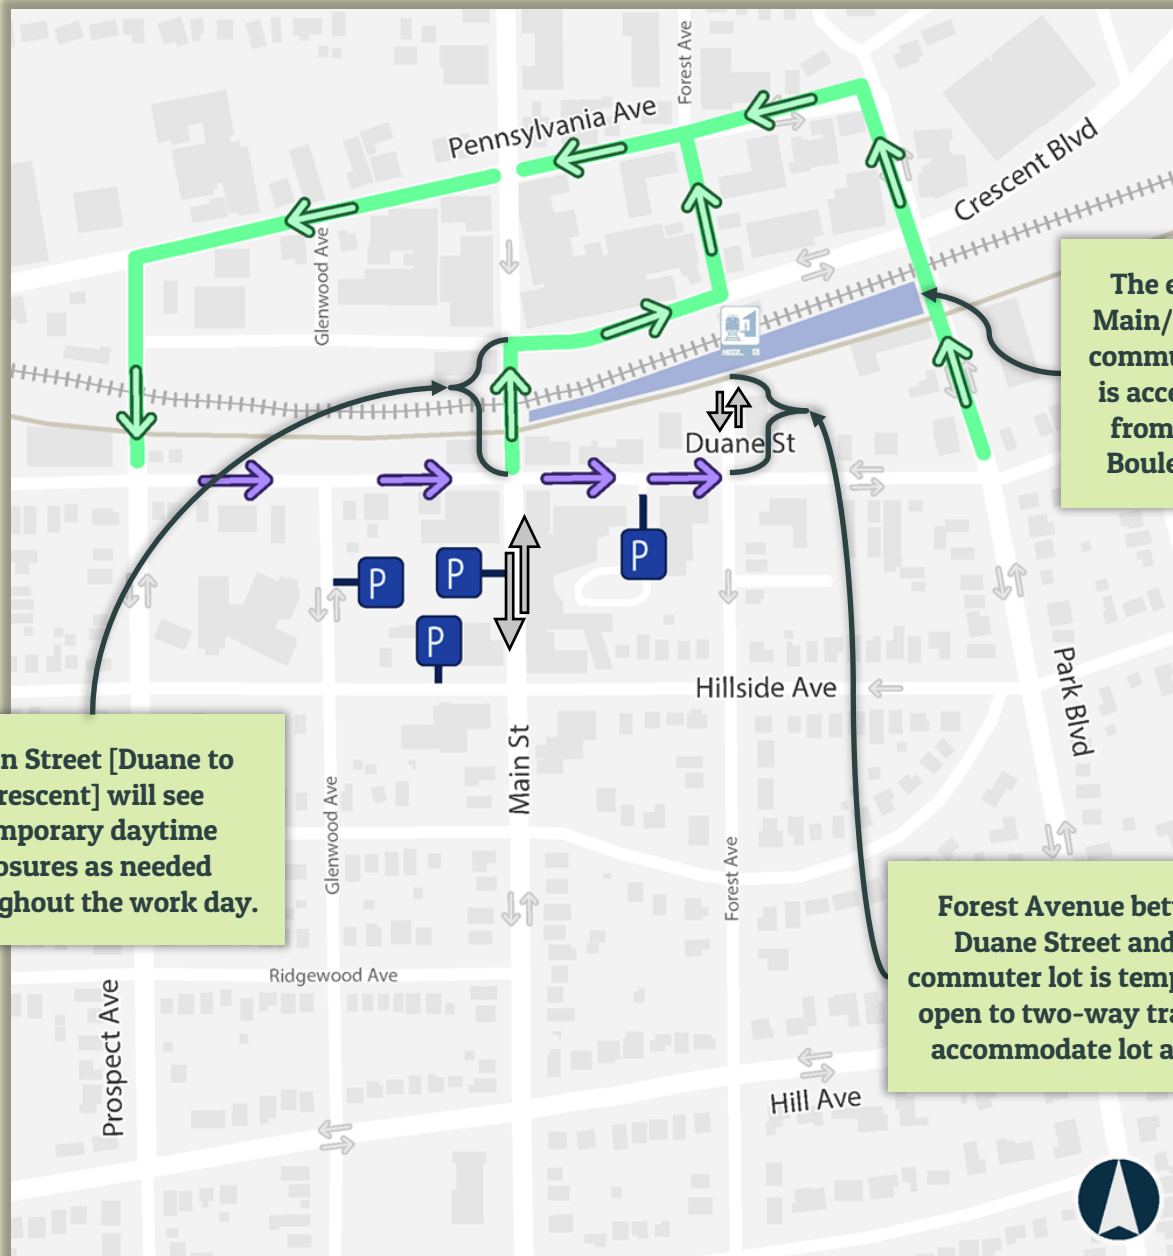 Forest Ave
Pennsylvania Ave
Crescent Blvd
Glenwood Ave
The e
Main/
commu
is acce
from
Boule
Duane St
P
P
P
P
Hillside Ave
Park Blvd
Main St
n Street [Duane to
rescent] will see
mporary daytime
osures as needed
ghout the work day.
Glenwood Ave
Forest Ave
Forest Avenue bet
Duane Street and
commuter lot is temp
open to two-way tra
accommodate lot a
Ridgewood Ave
Prospect Ave
Hill Ave